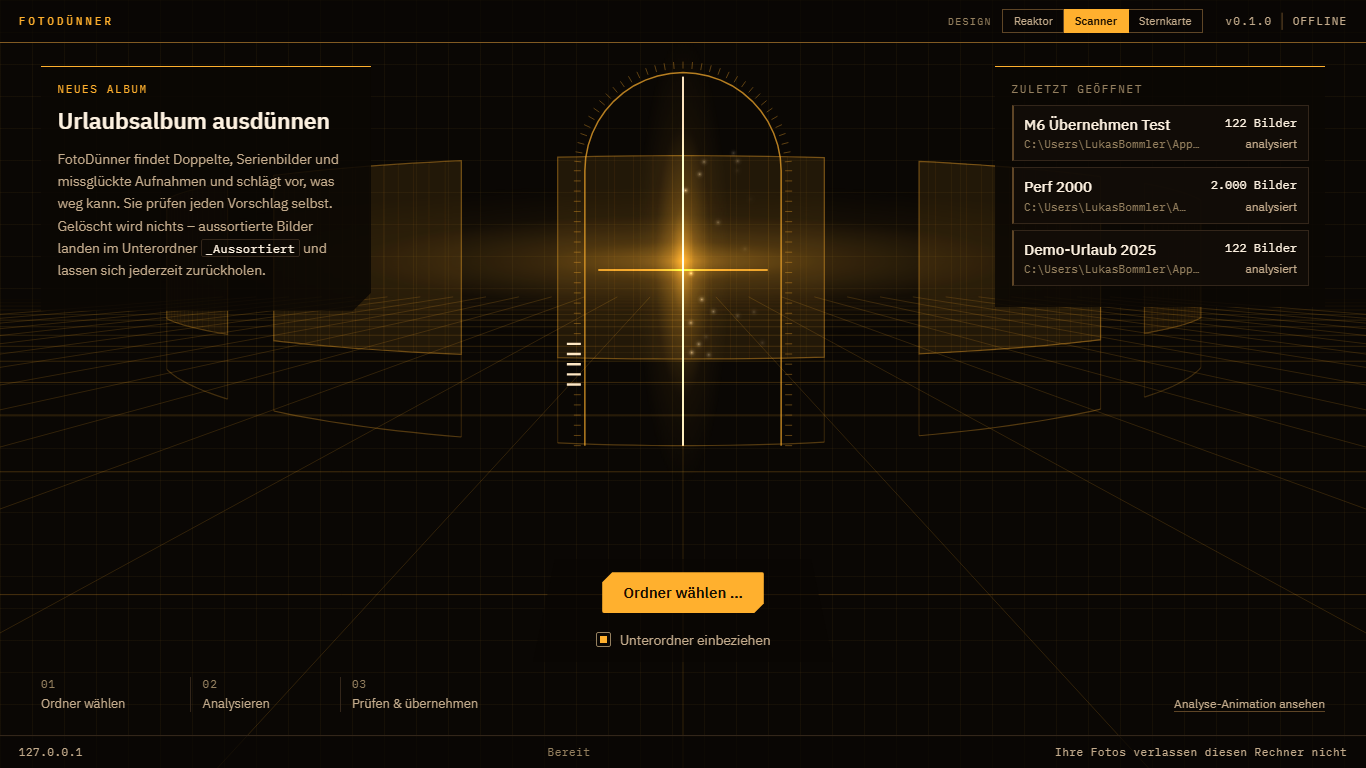 FOTODÜNNER
DESIGN Reaktor Scanner Sternkarte v0.1.0 OFFLINE
NEUES ALBUM
Urlaubsalbum ausdünnen
FotoDünner findet Doppelte, Serienbilder und
missglückte Aufnahmen und schlägt vor, was
weg kann. Sie prüfen jeden Vorschlag selbst.
Gelöscht wird nichts – aussortierte Bilder
landen im Unterordner _Aussortiert und
lassen sich jederzeit zurückholen.
ZULETZT GEÖFFNET
M6 Übernehmen Test 122 Bilder
C:\Users\LukasBommler\App… analysiert
Perf 2000 2.000 Bilder
C:\Users\LukasBommler\A… analysiert
Demo-Urlaub 2025 122 Bilder
C:\Users\LukasBommler\App… analysiert
Ordner wählen …
Unterordner einbeziehen
01
Ordner wählen
02
Analysieren
03
Prüfen & übernehmen
Analyse-Animation ansehen
127.0.0.1
Bereit
Ihre Fotos verlassen diesen Rechner nicht